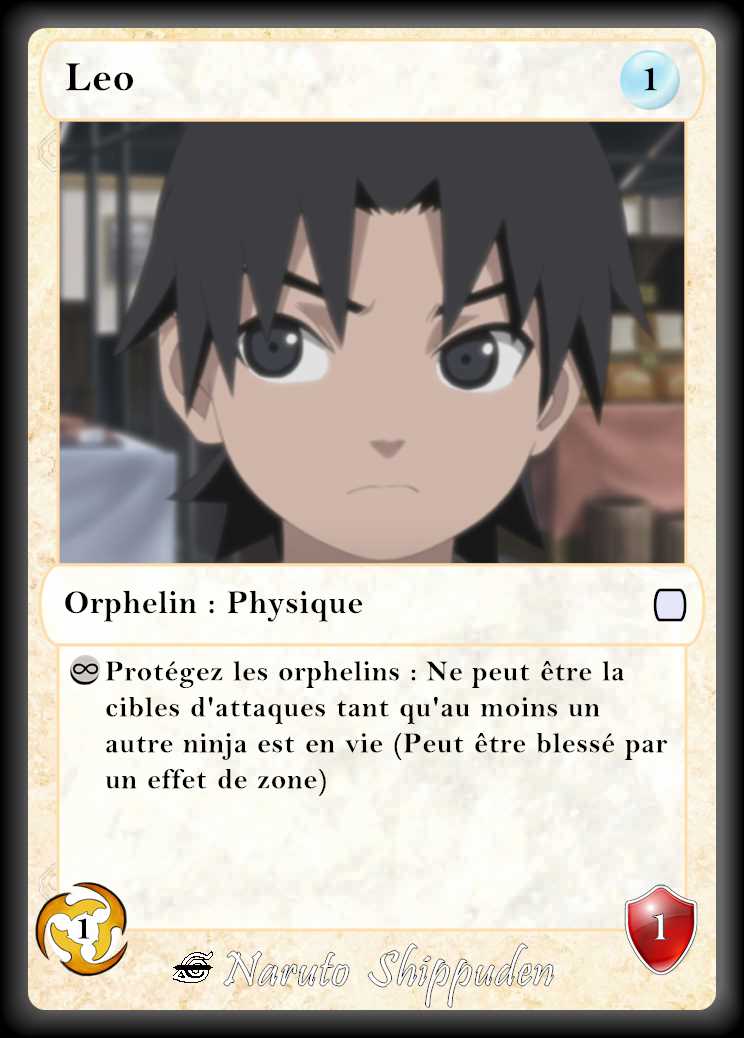 Leo
1
Orphelin : Physique
Protégez les orphelins : Ne peut être la
cibles d'attaques tant qu'au moins un
autre ninja est en vie (Peut être blessé par
un effet de zone)
1
1
Naruto Shippuden